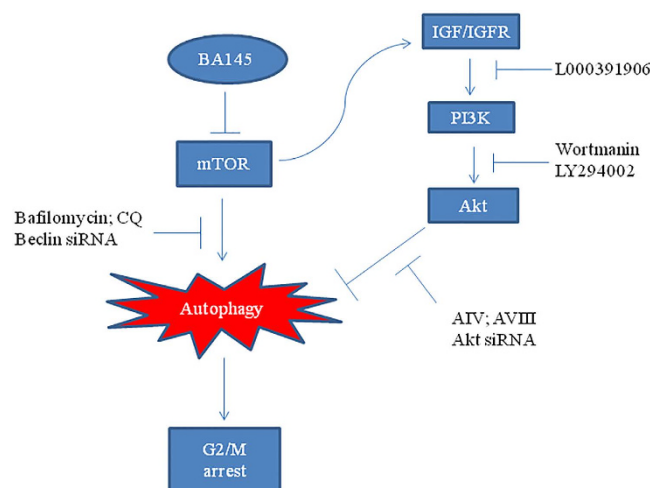 IGF/IGFR
BA145
L000391906
PI3K
mTOR
Wortmanin
LY294002
Akt
Bafilomycin; CQ
Beclin siRNA
Autophagy
AIV; AVIII
Akt siRNA
G2/M
arrest